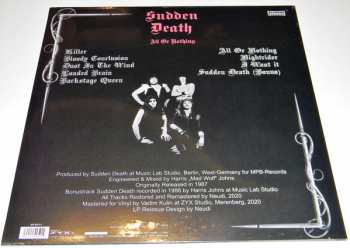 Sudden
Death
All Or Nothing
Killer
Bloody Conclusion
Dust In The Wind
Loaded Brain
Backstage Queen
All Or Nothing
Nightrider
I Want it
Sudden Death (Bonus)
Produced by Sudden Death at Music Lab Studio, Berlin, West-Germany for MPB-Records
Engineered & Mixed by Harris „Mad Wolf“ Johns
Originally Released in 1987
Bonustrack Sudden Death recorded in 1986 by Harris Johns at Music Lab Studio
All Tracks Restored and Remastered by Neudi, 2020
Mastered for Vinyl by Vadim Kulin at ZYX Studio, Merenberg, 2020
LP Reissue Design by Neudi